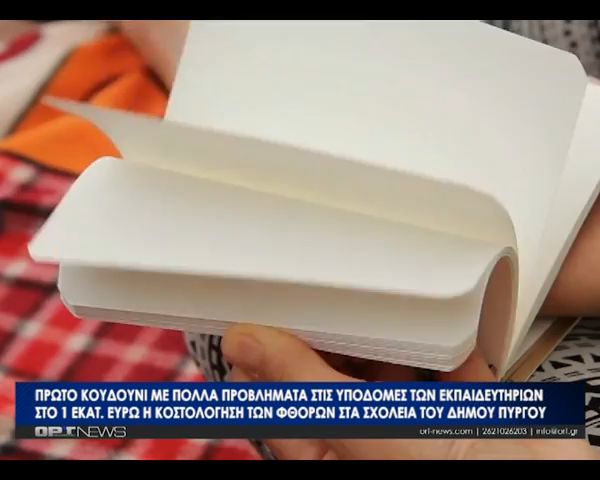 ΠΡΩΤΟ ΚΟΥΔΟΥΝΙ ΜΕ ΠΟΛΛΑ ΠΡΟΒΛΗΜΑΤΑ ΣΤΙΣ ΥΠΟΔΟΜΕΣ ΤΩΝ ΕΚΠΑΙΔΕΥΤΗΡΙΩΝ
ΣΤΟ 1 ΕΚΑΤ. ΕΥΡΩ Η ΚΟΣΤΟΛΟΓΗΣΗ ΤΩΝ ΦΘΟΡΩΝ ΣΤΑ ΣΧΟΛΕΙΑ ΤΟΥ ΔΗΜΟΥ ΠΥΡΓΟΥ
ORT NEWS ort-news.com | 2621026203 | info@ort.gr